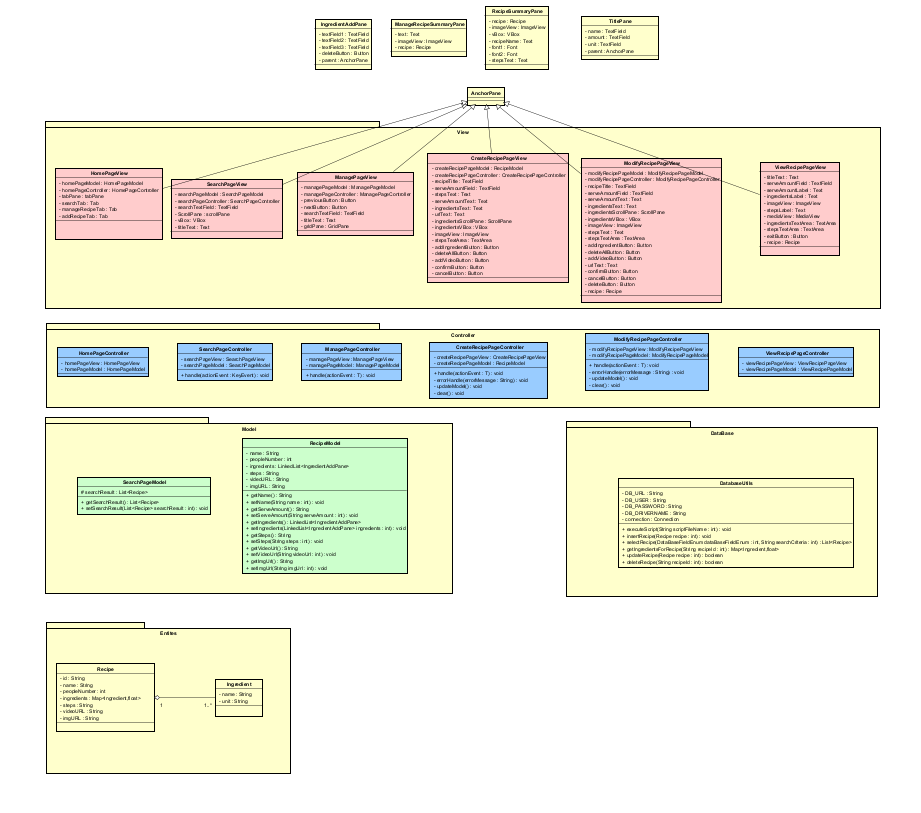 IngredientAddPane
- textField1 : TextField
- textField2 : TextField
- textField3 : TextField
- deleteButton : Button
- parent : AnchorPane
ManageRecipeSummaryPane
- text : Text
- imageView : ImageView
- recipe : Recipe
RecipeSummaryPane
- recipe : Recipe
- imageView : ImageView
- vBox : VBox
- recipeName : Text
- font1 : Font
- font2 : Font
- stepsText : Text
TitlePane
- name : TextField
- amount : TextField
- unit : TextField
- parent : AnchorPane
AnchorPane
View
HomePageView
- homePageModel : HomePageModel
- homePageController : HomePageController
- tabPane : tabPane
- searchTab : Tab
- manageRecipeTab : Tab
- addRecipeTab : Tab
SearchPageView
- searchPageModel : SearchPageModel
- searchPageController : SearchPageController
- searchTextField : TextField
- ScrollPane : scrollPane
- vBox : VBox
- titleText : Text
ManagePageView
- managePageModel : ManagePageModel
- managePageController : ManagePageController
- previousButton : Button
- nextButton : Button
- searchTextField : TextField
- titleText : Text
- gridPane : GridPane
CreateRecipePageView
- createRecipePageModel : RecipeModel
- createRecipePageController : CreateRecipePageController
- recipeTitle : TextField
- serveAmountField : TextField
- stepsText : Text
- serveAmountText : Text
- ingredientsText : Text
- urlText : Text
- ingredientsScrollPane : ScrollPane
- ingredientsVBox : VBox
- imageView : ImageView
- stepsTextArea : TextArea
- addIngredientButton : Button
- deleteAllButton : Button
- addVideoButton : Button
- confirmButton : Button
- cancelButton : Button
ModifyRecipePageView
- modifyRecipePageModel : ModifyRecipePageModel
- modifyRecipePageController : ModifyRecipePageController
- recipeTitle : TextField
- serveAmountField : TextField
- serveAmountText : Text
- ingredientsText : Text
- ingredientsScrollPane : ScrollPane
- ingredientsVBox : VBox
- imageView : ImageView
- stepsText : Text
- stepsTextArea : TextArea
- addIngredientButton : Button
- deleteAllButton : Button
- addVideoButton : Button
- urlText : Text
- confirmButton : Button
- cancelButton : Button
- deleteButton : Button
- recipe : Recipe
ViewRecipePageView
- titleText : Text
- serveAmountField : TextField
- serveAmountLabel : Text
- ingredientsLabel : Text
- imageView : ImageView
- stepsLabel : Text
- mediaView : MediaView
- ingredientsTextArea : TextArea
- stepsTextArea : TextArea
- exitButton : Button
- recipe : Recipe
Controller
HomePageController
- homePageView : HomePageView
- homePageModel : HomePageModel
SearchPageController
- searchPageView : SearchPageView
- searchPageModel : SearchPageModel
+ handle(actionEvent : KeyEvent) : void
ManagePageController
- managePageView : ManagePageView
- managePageModel : ManagePageModel
+ handle(actionEvent : T) : void
CreateRecipePageController
- createRecipePageView : CreateRecipePageView
- createRecipePageModel : RecipeModel
+ handle(actionEvent : T) : void
- errorHandle(errorMessage : String) : void
- updateModel() : void
- clear() : void
ModifyRecipePageController
- modifyRecipePageView : ModifyRecipePageView
- modifyRecipePageModel : ModifyRecipePageModel
+ handle(actionEvent : T) : void
- errorHandle(errorMessage : String) : void
- updateModel() : void
- clear() : void
ViewRecipePageController
- viewRecipePageView : ViewRecipePageView
- viewRecipePageModel : ViewRecipePageModel
Model
SearchPageModel
# searchResult : List<Recipe>
+ getSearchResult() : List<Recipe>
+ setSearchResult(List<Recipe> searchResult : int) : void
RecipeModel
- name : String
- peopleNumber : int
- ingredients : LinkedList<IngredientAddPane>
- steps : String
- videoURL : String
- imgURL : String
+ getName() : String
+ setName(String name : int) : void
+ getServeAmount() : String
+ setServeAmount(String serveAmount : int) : void
+ getIngredients() : LinkedList<IngredientAddPane>
+ setIngredients(LinkedList<IngredientAddPane> ingredients : int) : void
+ getSteps() : String
+ setSteps(String steps : int) : void
+ getVideoUrl() : String
+ setVideoUrl(String videoUrl : int) : void
+ getImgUrl() : String
+ setImgUrl(String imgUrl : int) : void
DataBase
DatabaseUtils
- DB_URL : String
- DB_USER : String
- DB_PASSWORD : String
- DB_DRIVERNAME : String
- connection : Connection
+ executeScript(String scriptFileName : int) : void
+ insertRecipe(Recipe recipe : int) : void
+ selectRecipe(DataBaseFieldEnum dataBaseFieldEnum : int, String searchCriteria : int) : List<Recipe>
+ getIngredientsForRecipe(String recipeId : int) : Map<Ingredient,float>
+ updateRecipe(Recipe recipe : int) : boolean
+ deleteRecipe(String recipeId : int) : boolean
Entites
Recipe
- id : String
- name : String
- peopleNumber : int
- ingredients : Map<Ingredient,float>
- steps : String
- videoURL : String
- imgURL : String
1
1..*
Ingredient
- name : String
- unit : String